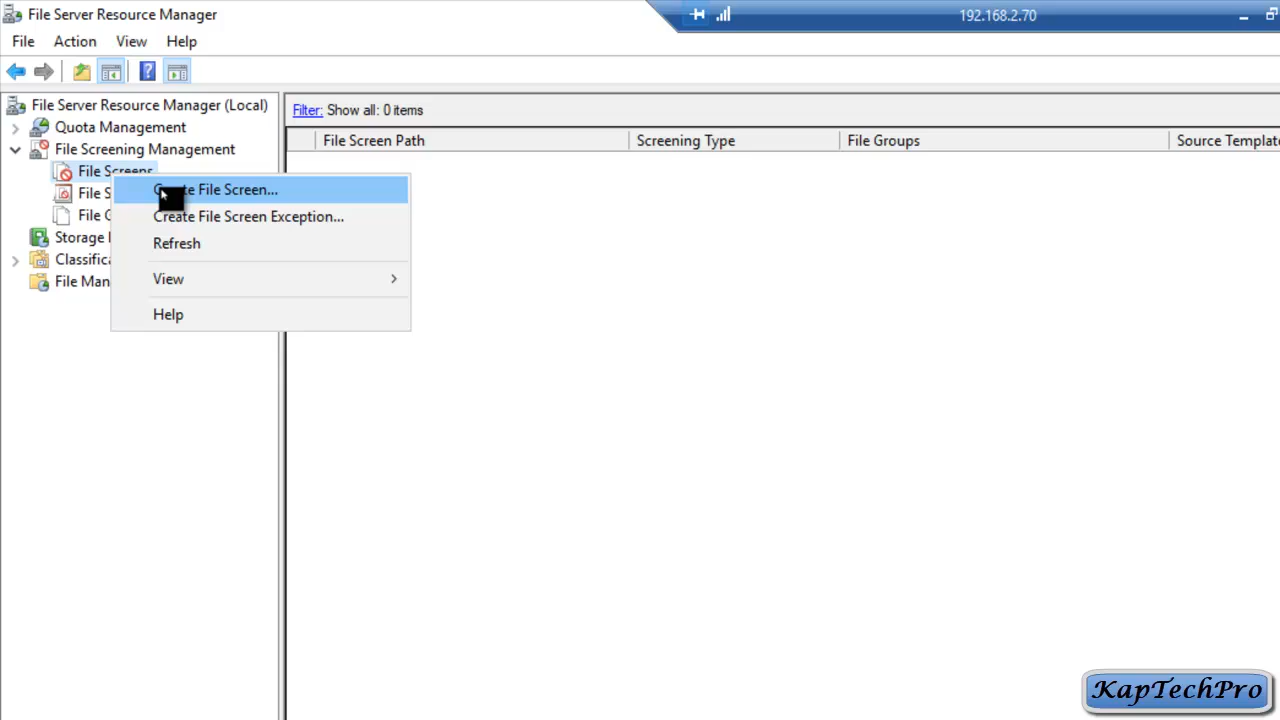 File Server Resource Manager
192.168.2.70
File Action View Help
File Server Resource Manager (Local)
Quota Management
File Screening Management
File Screens
File S
File G
Storage
Classifica
File Man
Create File Screen...
Create File Screen Exception...
Refresh
View
Help
Filter: Show all: 0 items
File Screen Path Screening Type File Groups Source Template
KapTechPro